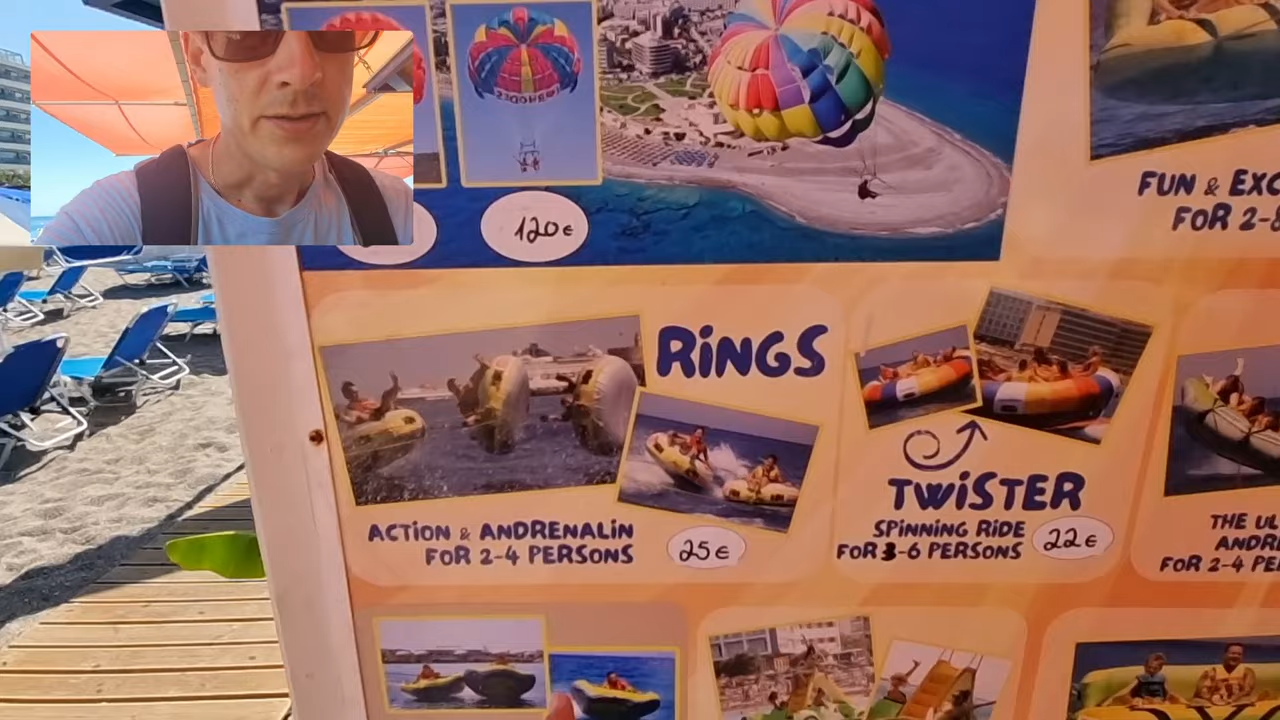 120€
FUN & EXC
FOR 2-
RiNGS
ACTiON & ANDRENALiN
FOR 2-4 PERSONS
25€
TWiSTER
SPiNNiNG RiDE
FOR 3-6 PERSONS
22€
THE UL
ANDR
FOR 2-4 PE